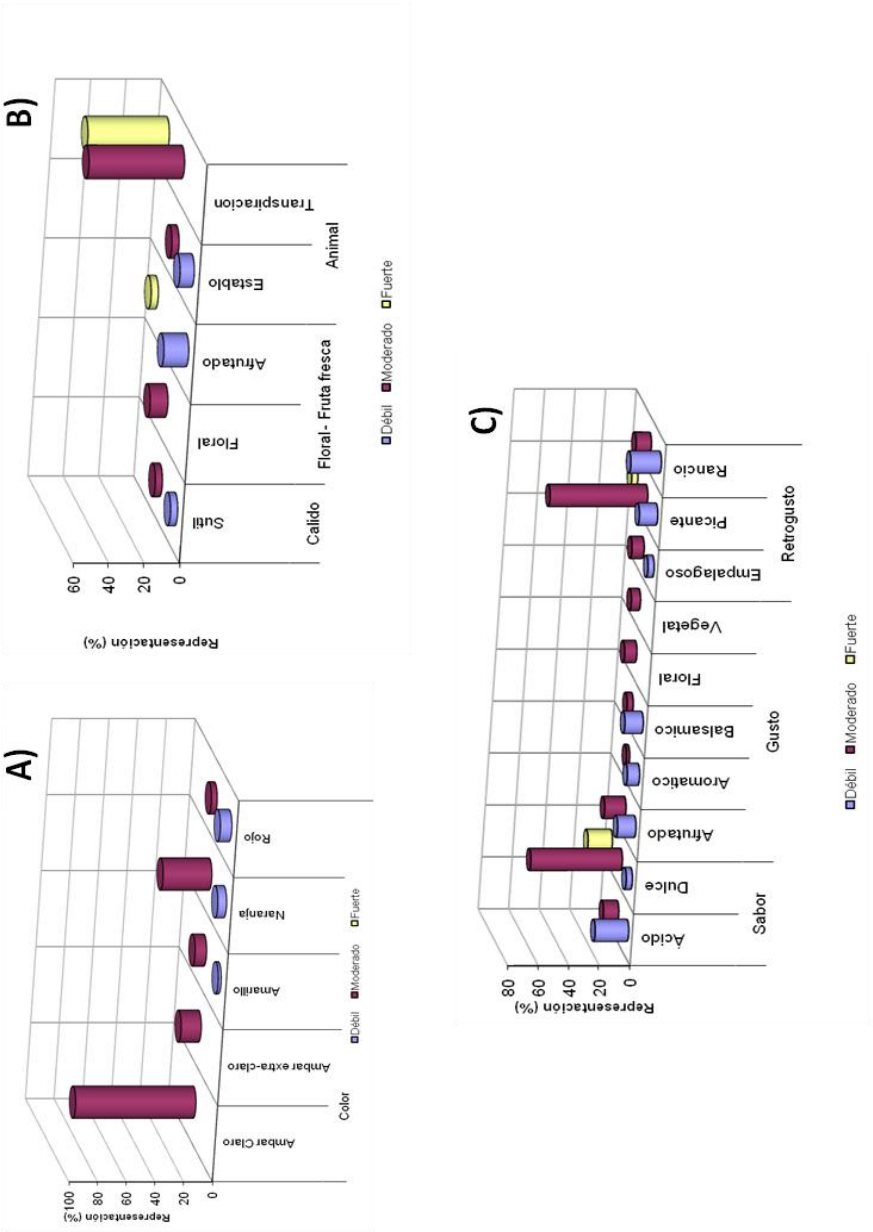 A)
Representación (%)
100
80
60
40
20
0
Ambar Claro
Ambar extra-claro
Amarillo
Naranja
Rojo
Color
Débil Moderado Fuerte
B)
Representación (%)
60
40
20
0
Sutil
Floral
Afrutado
Establo
Transpiracion
Calido
Floral- Fruta fresca
Animal
Débil Moderado Fuerte
C)
Representación (%)
80
60
40
20
0
Ácido
Dulce
Afrutado
Aromatico
Balsamico
Floral
Vegetal
Empalagoso
Picante
Rancio
Sabor
Gusto
Retrogusto
Débil Moderado Fuerte